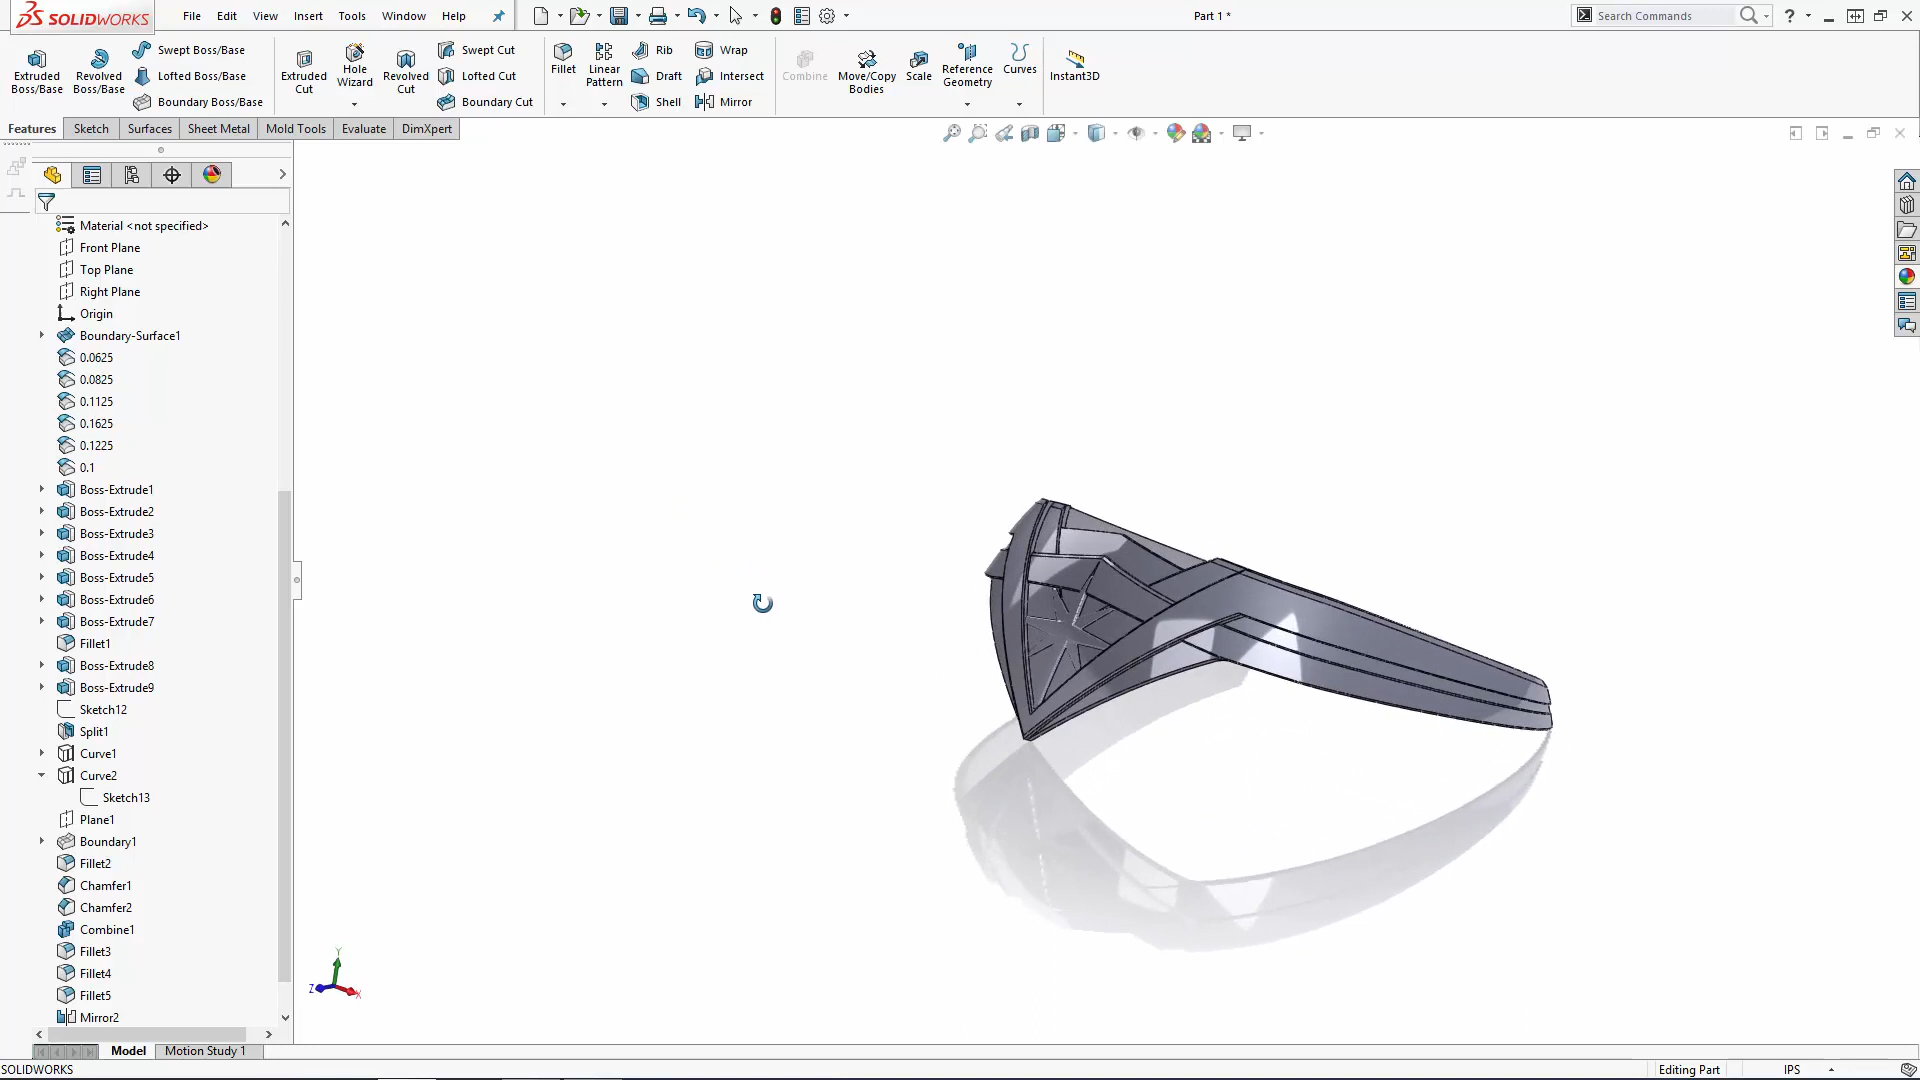 SOLIDWORKS
File Edit View Insert Tools Window Help
Part 1 *
Search Commands
Extruded Boss/Base
Revolved Boss/Base
Swept Boss/Base
Lofted Boss/Base
Boundary Boss/Base
Extruded Cut
Hole Wizard
Revolved Cut
Swept Cut
Lofted Cut
Boundary Cut
Fillet
Linear Pattern
Rib
Draft
Shell
Wrap
Intersect
Mirror
Combine
Move/Copy Bodies
Scale
Reference Geometry
Curves
Instant3D
Features Sketch Surfaces Sheet Metal Mold Tools Evaluate DimXpert
Material <not specified>
Front Plane
Top Plane
Right Plane
Origin
Boundary-Surface1
0.0625
0.0825
0.1125
0.1625
0.1225
0.1
Boss-Extrude1
Boss-Extrude2
Boss-Extrude3
Boss-Extrude4
Boss-Extrude5
Boss-Extrude6
Boss-Extrude7
Fillet1
Boss-Extrude8
Boss-Extrude9
Sketch12
Split1
Curve1
Curve2
Sketch13
Plane1
Boundary1
Fillet2
Chamfer1
Chamfer2
Combine1
Fillet3
Fillet4
Fillet5
Mirror2
Y
Z
X
Model Motion Study 1
SOLIDWORKS
Editing Part
IPS